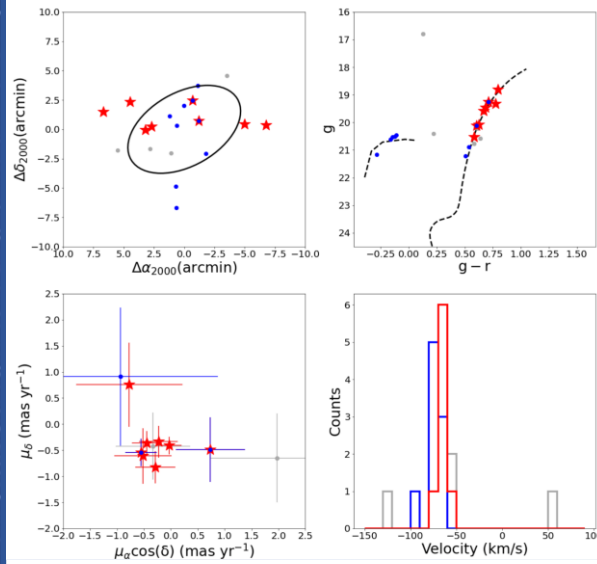 10.0
7.5
5.0
2.5
0.0
−2.5
−5.0
−7.5
−10.0
Δδ2000(arcmin)
10.0 7.5 5.0 2.5 0.0 −2.5 −5.0 −7.5 −10.0
Δα2000(arcmin)
16
17
18
19
20
21
22
23
24
g
−0.25 0.00 0.25 0.50 0.75 1.00 1.25 1.50
g − r
2.5
2.0
1.5
1.0
0.5
0.0
−0.5
−1.0
−1.5
−2.0
μδ (mas yr⁻¹)
−2.0 −1.5 −1.0 −0.5 0.0 0.5 1.0 1.5 2.0 2.5
μαcos(δ) (mas yr⁻¹)
6
5
4
3
2
1
0
Counts
−150 −100 −50 0 50 100
Velocity (km/s)